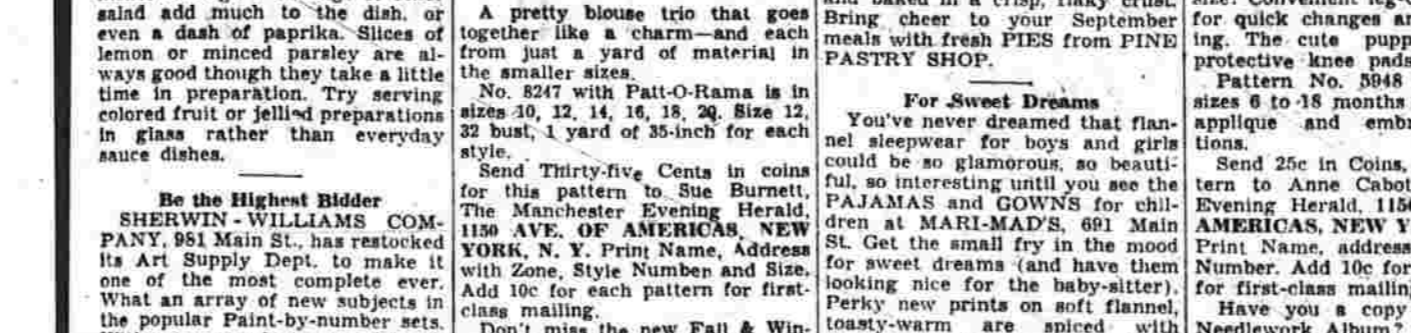 salad add much to the dish, or
even a dash of paprika. Slices of
lemon or minced parsley are al-
ways good though they take a little
time in preparation. Try serving
colored fruit or jellied preparations
in glass rather than everyday
sauce dishes.
Be the Highest Bidder
SHERWIN-WILLIAMS COM-
PANY, 981 Main St., has restocked
its Art Supply Dept. to make it
one of the most complete ever.
What an array of new subjects in
the popular Paint-by-number sets.
A pretty blouse trio that goes
together like a charm—and each
from just a yard of material in
the smaller sizes.
No. 8247 with Patt-O-Rama is in
sizes 10, 12, 14, 16, 18, 20. Size 12,
32 bust, 1 yard of 35-inch for each
style.
Send Thirty-five Cents in coins
for this pattern to Sue Burnett,
The Manchester Evening Herald,
1150 AVE. OF AMERICAS, NEW
YORK, N. Y. Print Name, Address
with Zone, Style Number and Size.
Add 10c for each pattern for first-
class mailing.
Don't miss the new Fall & Win-
and baked in a crisp, flaky crust.
Bring cheer to your September
meals with fresh PIES from PINE
PASTRY SHOP.
For Sweet Dreams
You've never dreamed that flan-
nel sleepwear for boys and girls
could be so glamorous, so beauti-
ful, so interesting until you see the
PAJAMAS and GOWNS for chil-
dren at MARI-MAD'S, 691 Main
St. Get the small fry in the mood
for sweet dreams (and have them
looking nice for the baby-sitter).
Perky new prints on soft flannel,
toasty-warm are spiced with
for quick changes
ing. The cute
protective knee pads
Pattern No. 5948
sizes 6 to 18 months
applique and
tions.
Send 25c in Coins,
tern to Anne Cabot
Evening Herald,
AMERICAS, NEW
Print Name, address
Number. Add 10c for
for first-class
Have you a copy
Needlework Album?